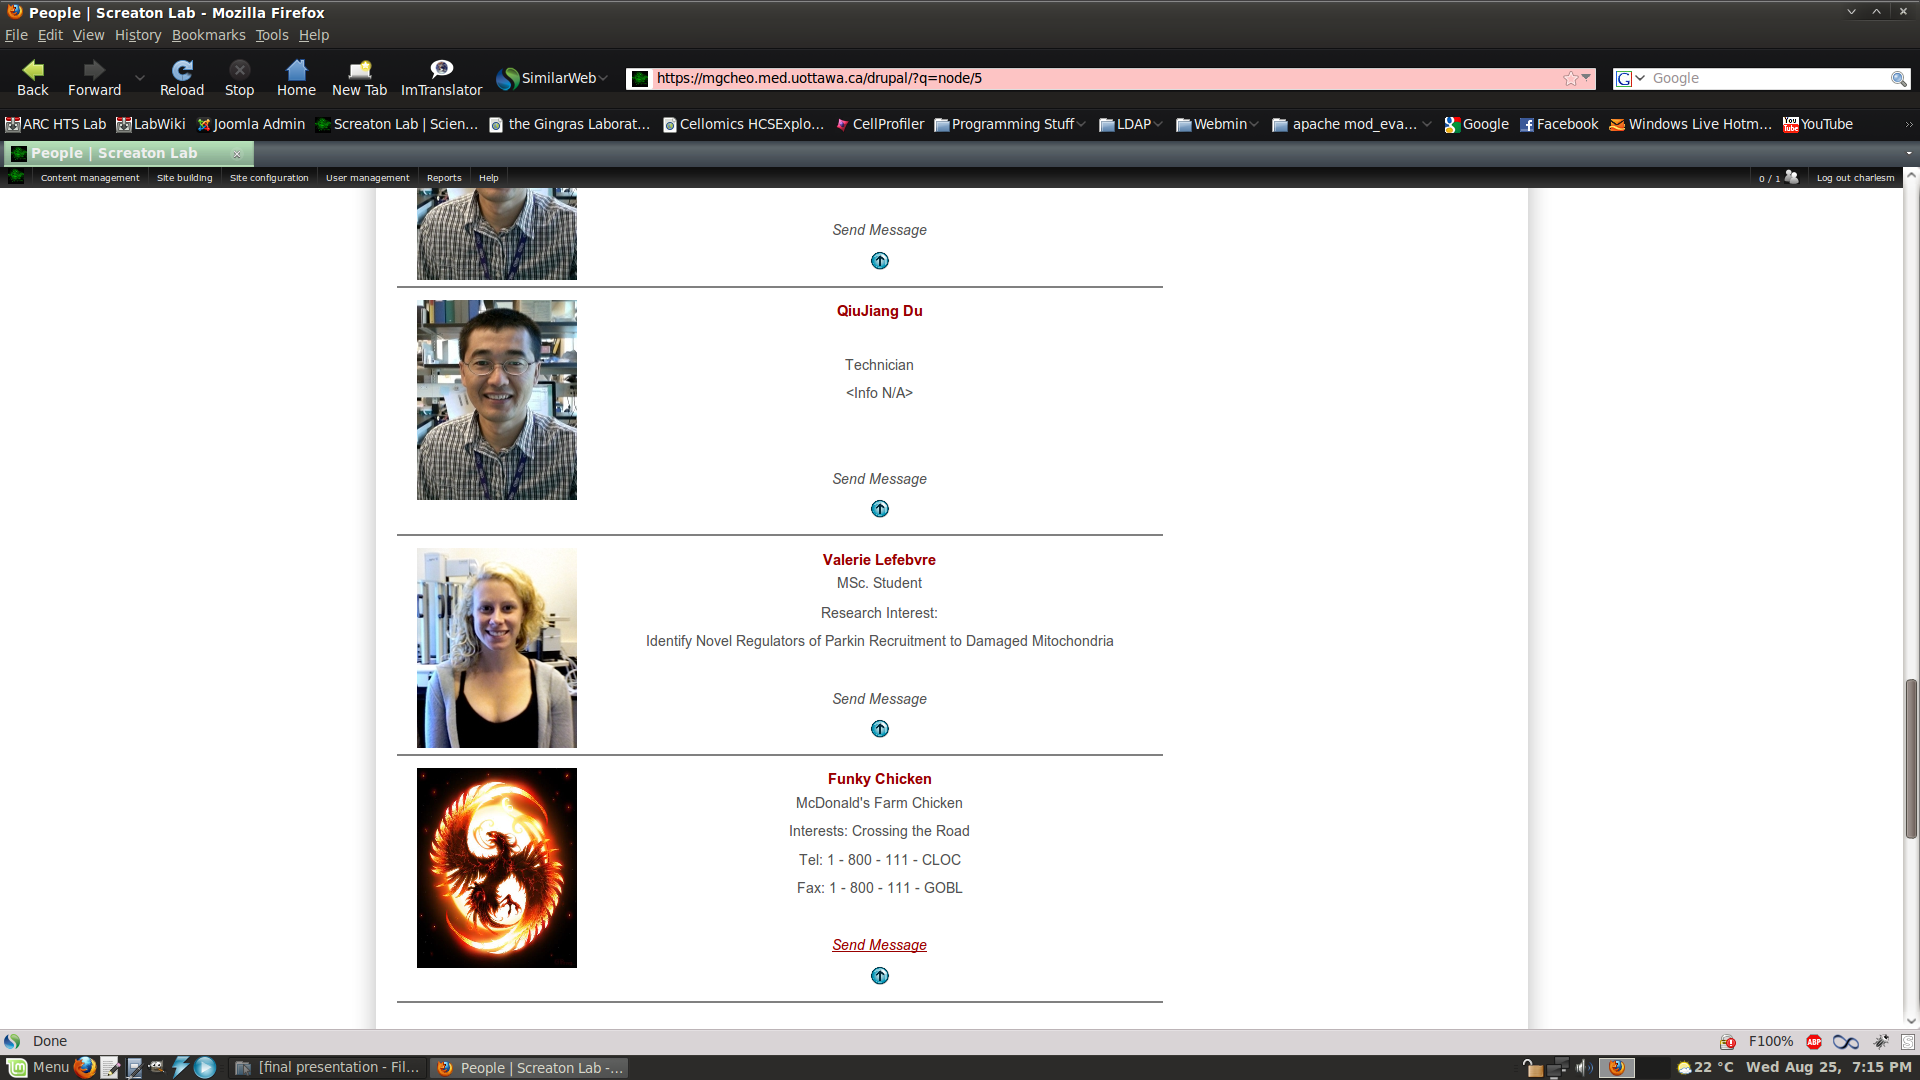 People | Screaton Lab - Mozilla Firefox
File Edit View History Bookmarks Tools Help
Back Forward Reload Stop Home New Tab ImTranslator SimilarWeb https://mgcheo.med.uottawa.ca/drupal/?q=node/5 Google
ARC HTS Lab LabWiki Joomla Admin Screaton Lab | Scien... the Gingras Laborat... Cellomics HCSExplo... CellProfiler Programming Stuff LDAP Webmin apache mod_eva... Google Facebook Windows Live Hotm... YouTube
People | Screaton Lab
Content management Site building Site configuration User management Reports Help 0 / 1 Log out charlesm
Send Message
QiuJiang Du
Technician
<Info N/A>
Send Message
Valerie Lefebvre
MSc. Student
Research Interest:
Identify Novel Regulators of Parkin Recruitment to Damaged Mitochondria
Send Message
Funky Chicken
McDonald's Farm Chicken
Interests: Crossing the Road
Tel: 1 - 800 - 111 - CLOC
Fax: 1 - 800 - 111 - GOBL
Send Message
Done F100% ABP
Menu [final presentation - Fil... People | Screaton Lab -... 22 °C Wed Aug 25, 7:15 PM